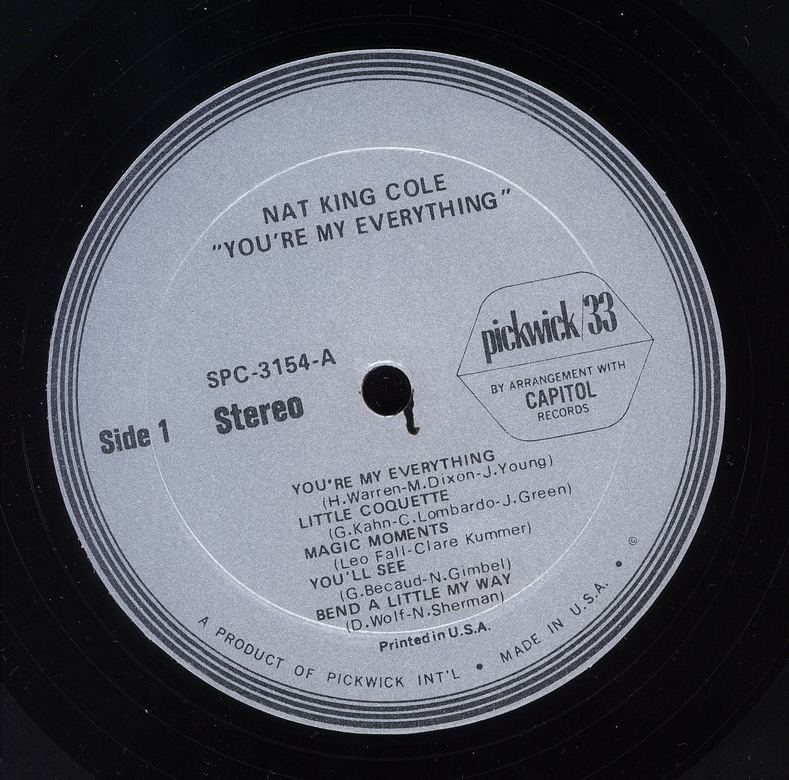 NAT KING COLE
"YOU'RE MY EVERYTHING"
pickwick/33
BY ARRANGEMENT WITH
CAPITOL
RECORDS
SPC-3154-A
Side 1 Stereo
YOU'RE MY EVERYTHING
(H.Warren-M.Dixon-J.Young)
LITTLE COQUETTE
(G.Kahn-C.Lombardo-J.Green)
MAGIC MOMENTS
(Leo Fall-Clare Kummer)
YOU'LL SEE
(G.Becaud-N.Gimbel)
BEND A LITTLE MY WAY
(D.Wolf-N.Sherman)
Printed in U.S.A.
A PRODUCT OF PICKWICK INT'L • MADE IN U.S.A. • ©